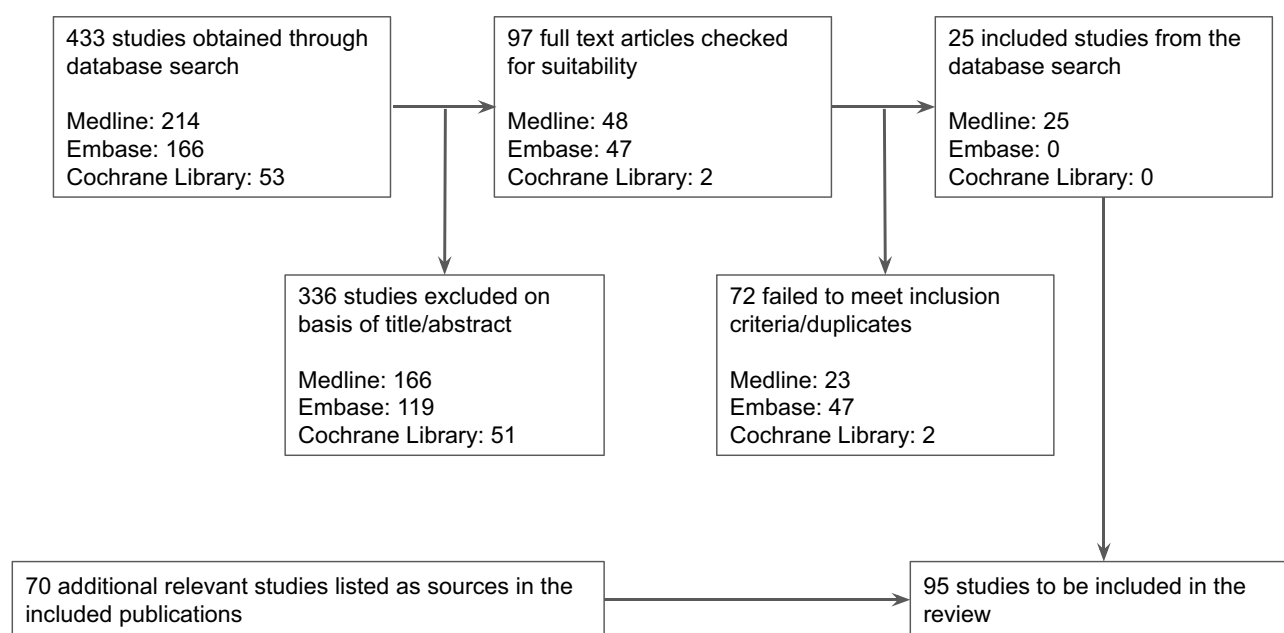 433 studies obtained through
database search
Medline: 214
Embase: 166
Cochrane Library: 53
97 full text articles checked
for suitability
Medline: 48
Embase: 47
Cochrane Library: 2
25 included studies from the
database search
Medline: 25
Embase: 0
Cochrane Library: 0
336 studies excluded on
basis of title/abstract
Medline: 166
Embase: 119
Cochrane Library: 51
72 failed to meet inclusion
criteria/duplicates
Medline: 23
Embase: 47
Cochrane Library: 2
70 additional relevant studies listed as sources in the
included publications
95 studies to be included in the
review